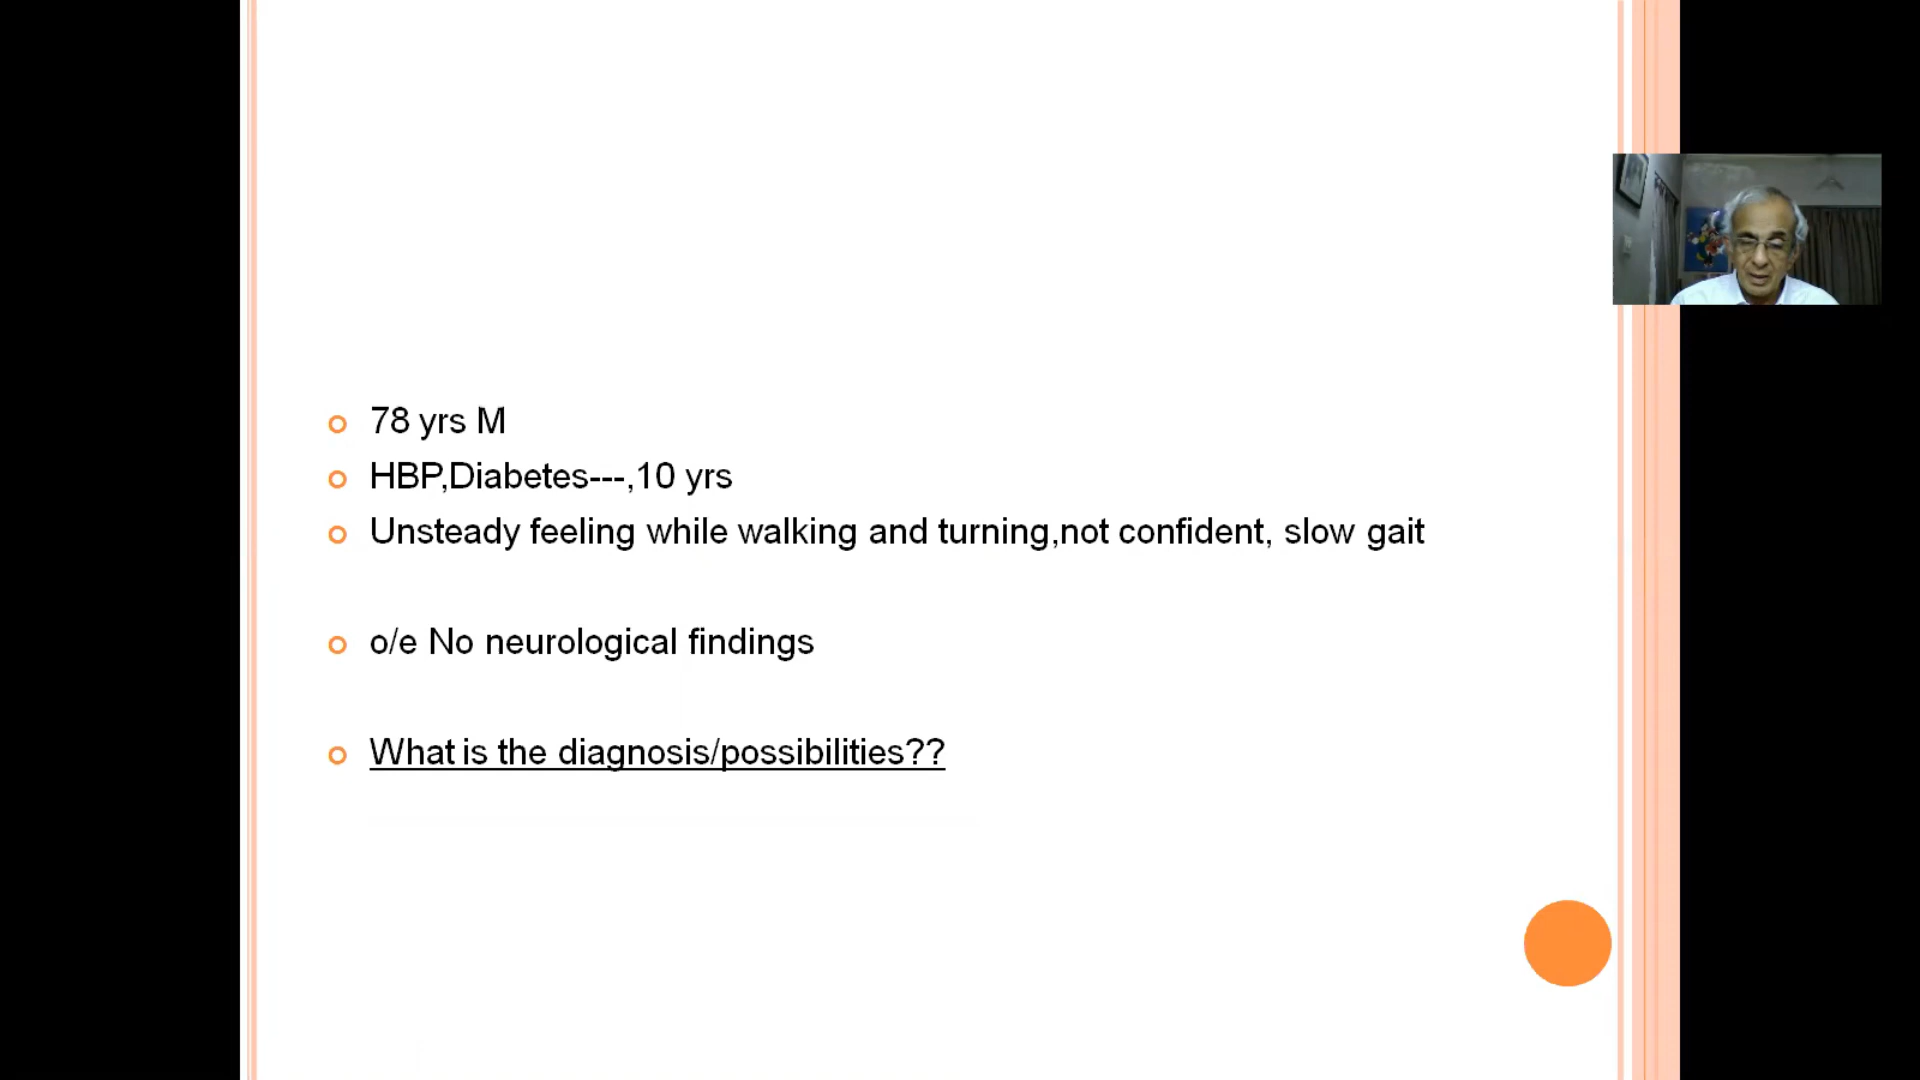 78 yrs M
HBP,Diabetes---,10 yrs
Unsteady feeling while walking and turning,not confident, slow gait
o/e No neurological findings
What is the diagnosis/possibilities??